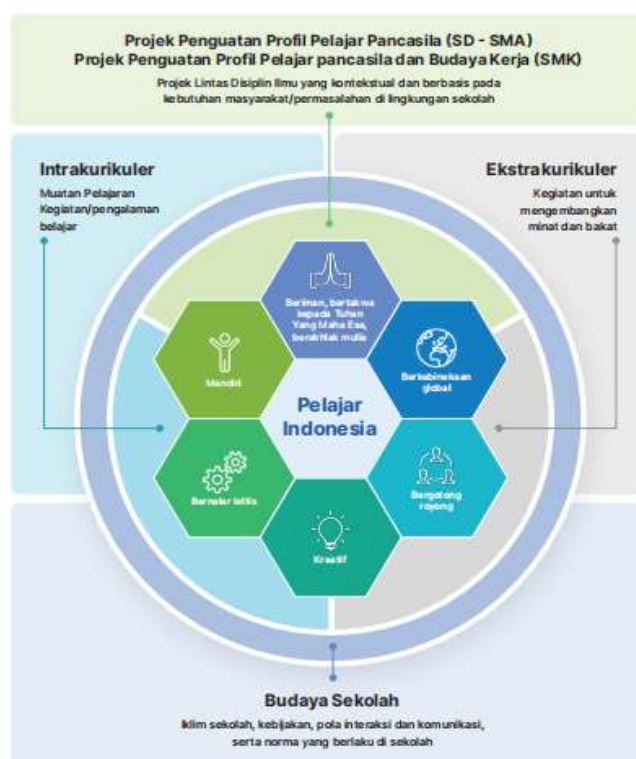 Projek Penguatan Profil Pelajar Pancasila (SD - SMA)
Projek Penguatan Profil Pelajar pancasila dan Budaya Kerja (SMK)
Projek Lintas Disiplin Ilmu yang kontekstual dan berbasis pada
kebutuhan masyarakat/permasalahan di lingkungan sekolah
Intrakurikuler
Muatan Pelajaran
Kegiatan/pengalaman
belajar
Ekstrakurikuler
Kegiatan untuk
mengembangkan
minat dan bakat
Beriman, bertakwa
kepada Tuhan
Yang Maha Esa,
berakhlak mulia
Mandiri
Berkebinekaan
global
Pelajar
Indonesia
Bernalar kritis
Bergotong
royong
Kreatif
Budaya Sekolah
Iklim sekolah, kebijakan, pola interaksi dan komunikasi,
serta norma yang berlaku di sekolah